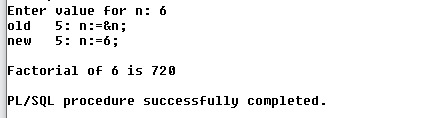 Enter value for n: 6
old   5: n:=&n;
new   5: n:=6;
Factorial of 6 is 720
PL/SQL procedure successfully completed.